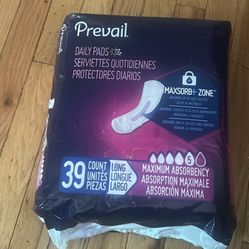 Prevail.
DAILY PADS
SERVIETTES QUOTIDIENNES
PROTECTORES DIARIOS
MAXSORB+ ZONE
39
COUNT
UNITÉS
PIEZAS
LONG
LONGUE
LARGO
5
MAXIMUM ABSORBENCY
ABSORPTION MAXIMALE
ABSORCIÓN MÁXIMA